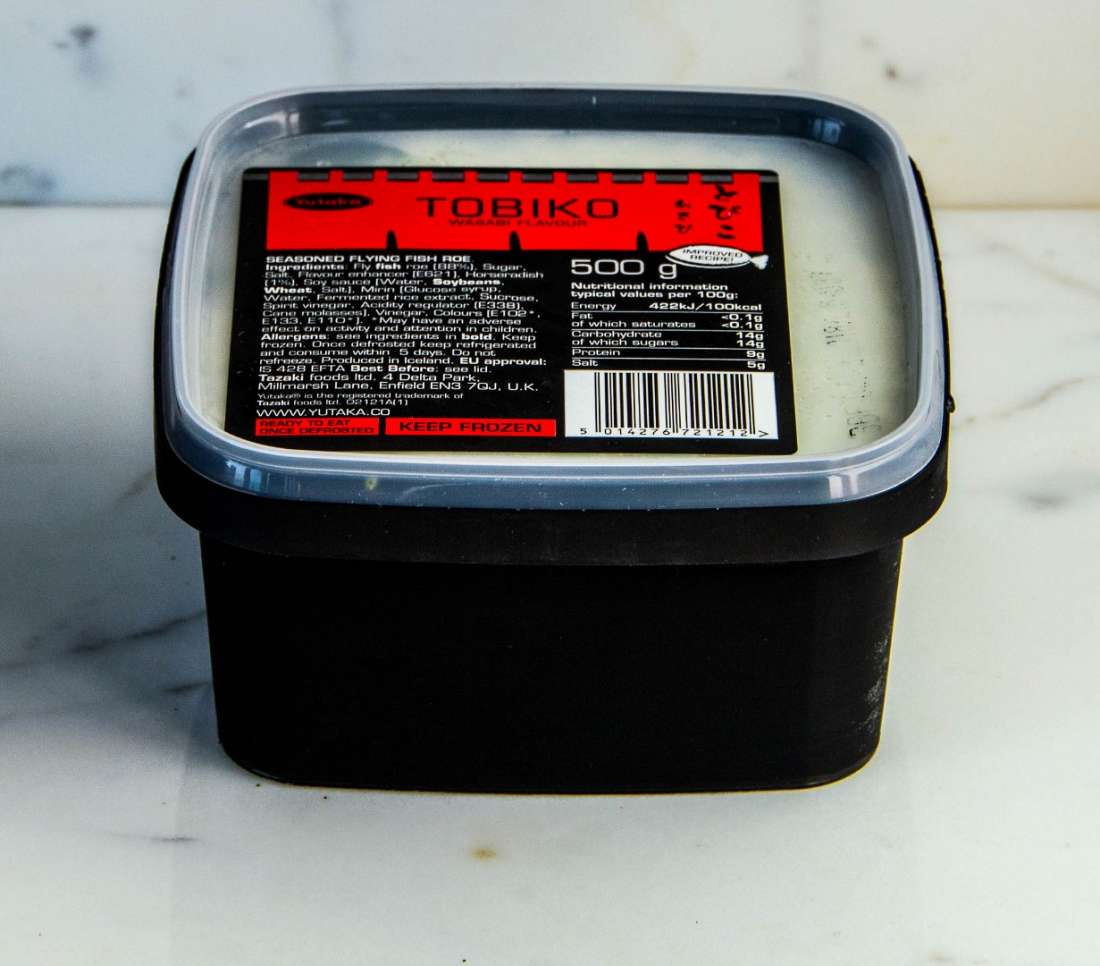 Yutaka
TOBIKO
WASABI FLAVOUR
IMPROVED
RECIPE!
SEASONED FLYING FISH ROE
Ingredients: Fly fish roe (88%), Sugar,
Salt, Flavour enhancer [E621], Horseradish
(1%), Soy sauce [Water, Soybeans,
Wheat, Salt], Mirin [Glucose syrup,
Water, Fermented rice extract, Sucrose,
Spirit vinegar, Acidity regulator (E338),
Cane molasses], Vinegar, Colours [E102*,
E133, E110*]. *May have an adverse
effect on activity and attention in children.
Allergens: see ingredients in bold. Keep
frozen. Once defrosted keep refrigerated
and consume within 5 days. Do not
refreeze. Produced in Iceland. EU approval:
IS 428 EFTA Best Before: see lid.
Tazaki foods ltd. 4 Delta Park,
Millmarsh Lane, Enfield EN3 7QJ, U.K.
Yutaka® is the registered trademark of
Tazaki foods ltd. 02121A(1)
WWW.YUTAKA.CO
READY TO EAT
ONCE DEFROSTED
KEEP FROZEN
500 g
Nutritional information
typical values per 100g:
Energy 422kJ/100kcal
Fat <0.1g
of which saturates <0.1g
Carbohydrate 14g
of which sugars 14g
Protein 9g
Salt 5g
5 014276 721212 >